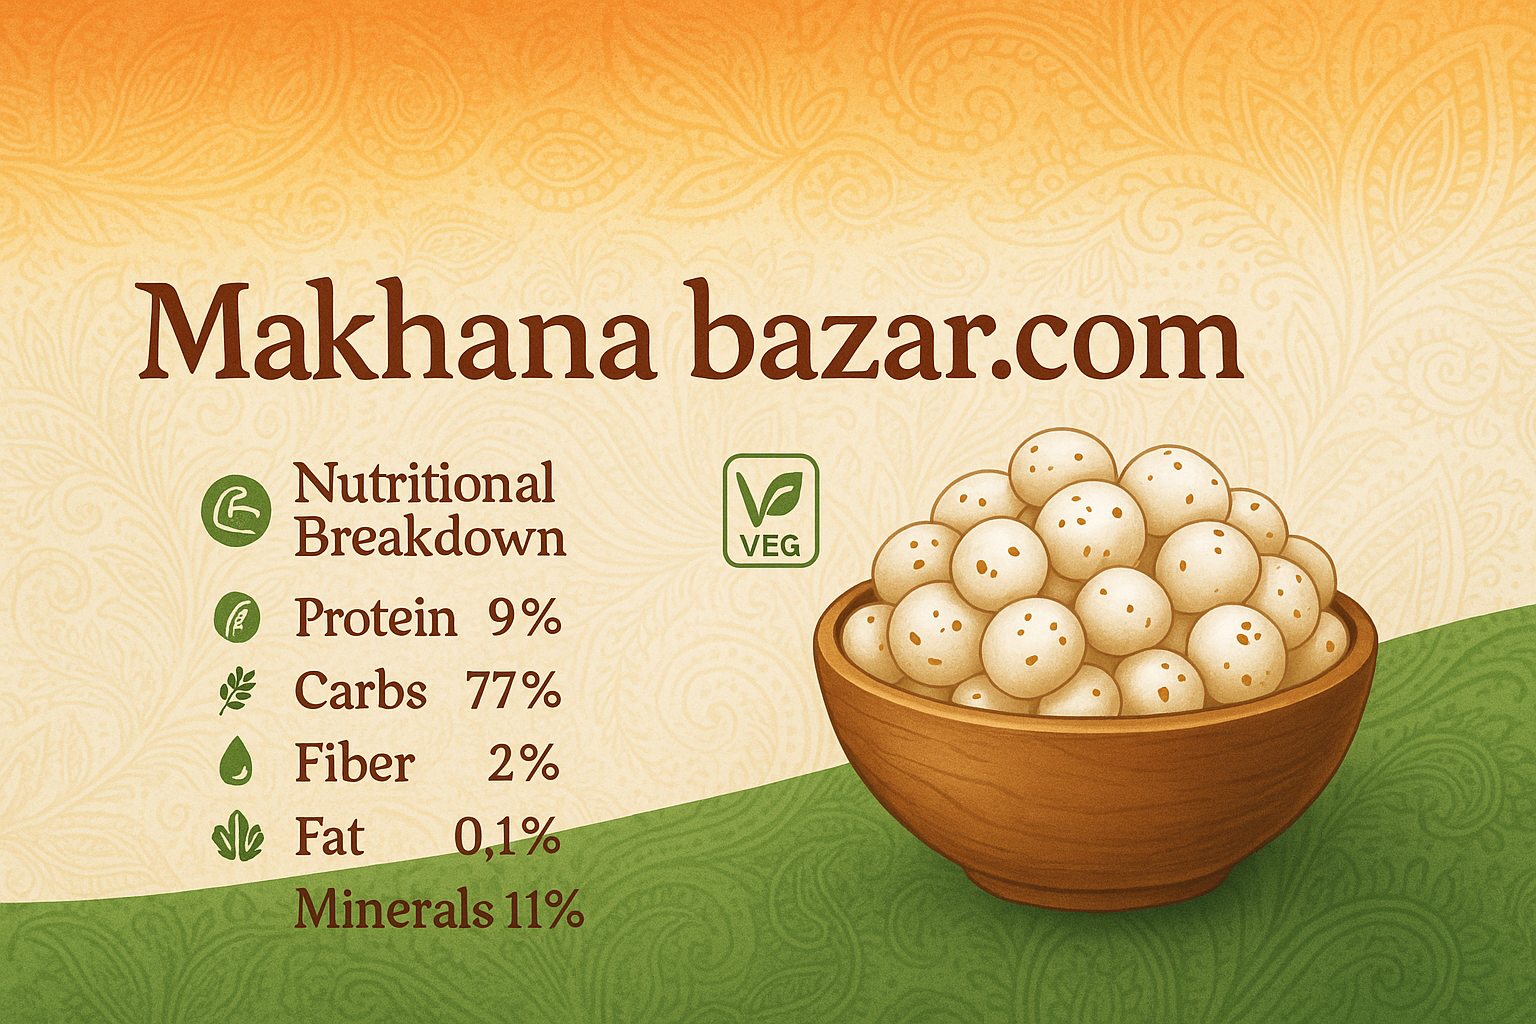 Makhana bazar.com
Nutritional
Breakdown
VEG
Protein 9%
Carbs 77%
Fiber 2%
Fat 0,1%
Minerals 11%